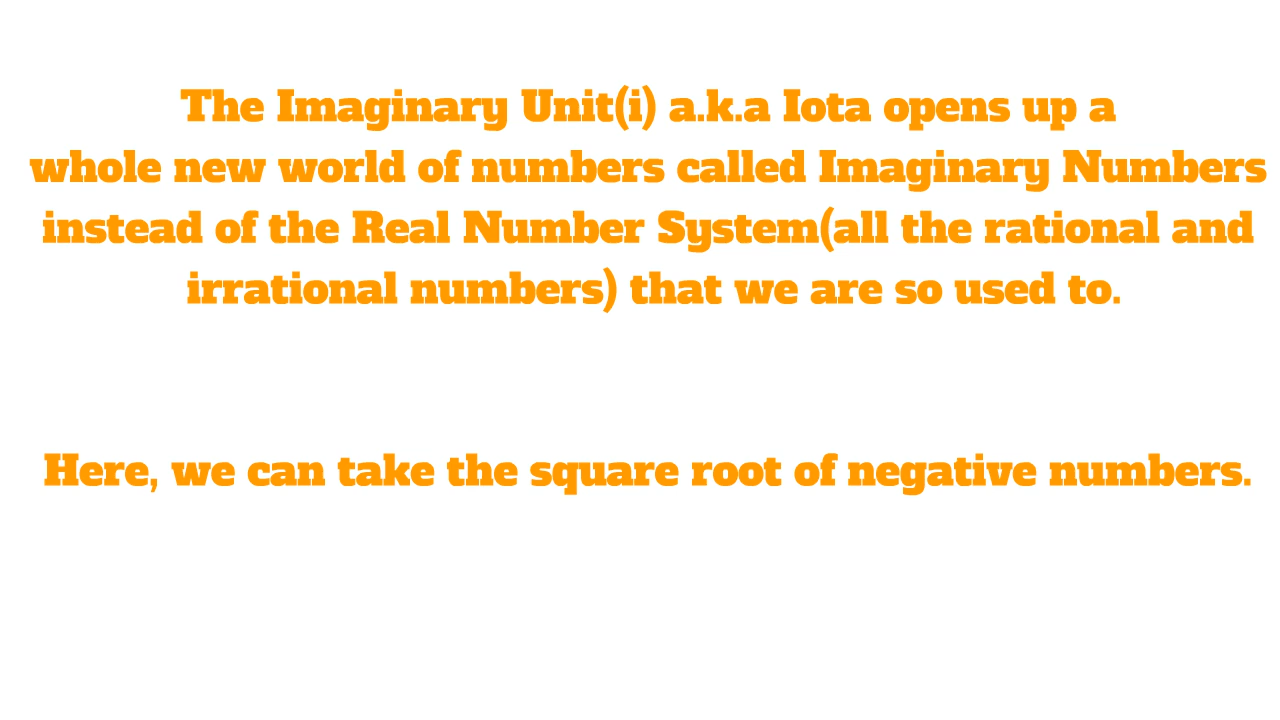 The Imaginary Unit(i) a.k.a Iota opens up a
whole new world of numbers called Imaginary Numbers
instead of the Real Number System(all the rational and
irrational numbers) that we are so used to.
Here, we can take the square root of negative numbers.